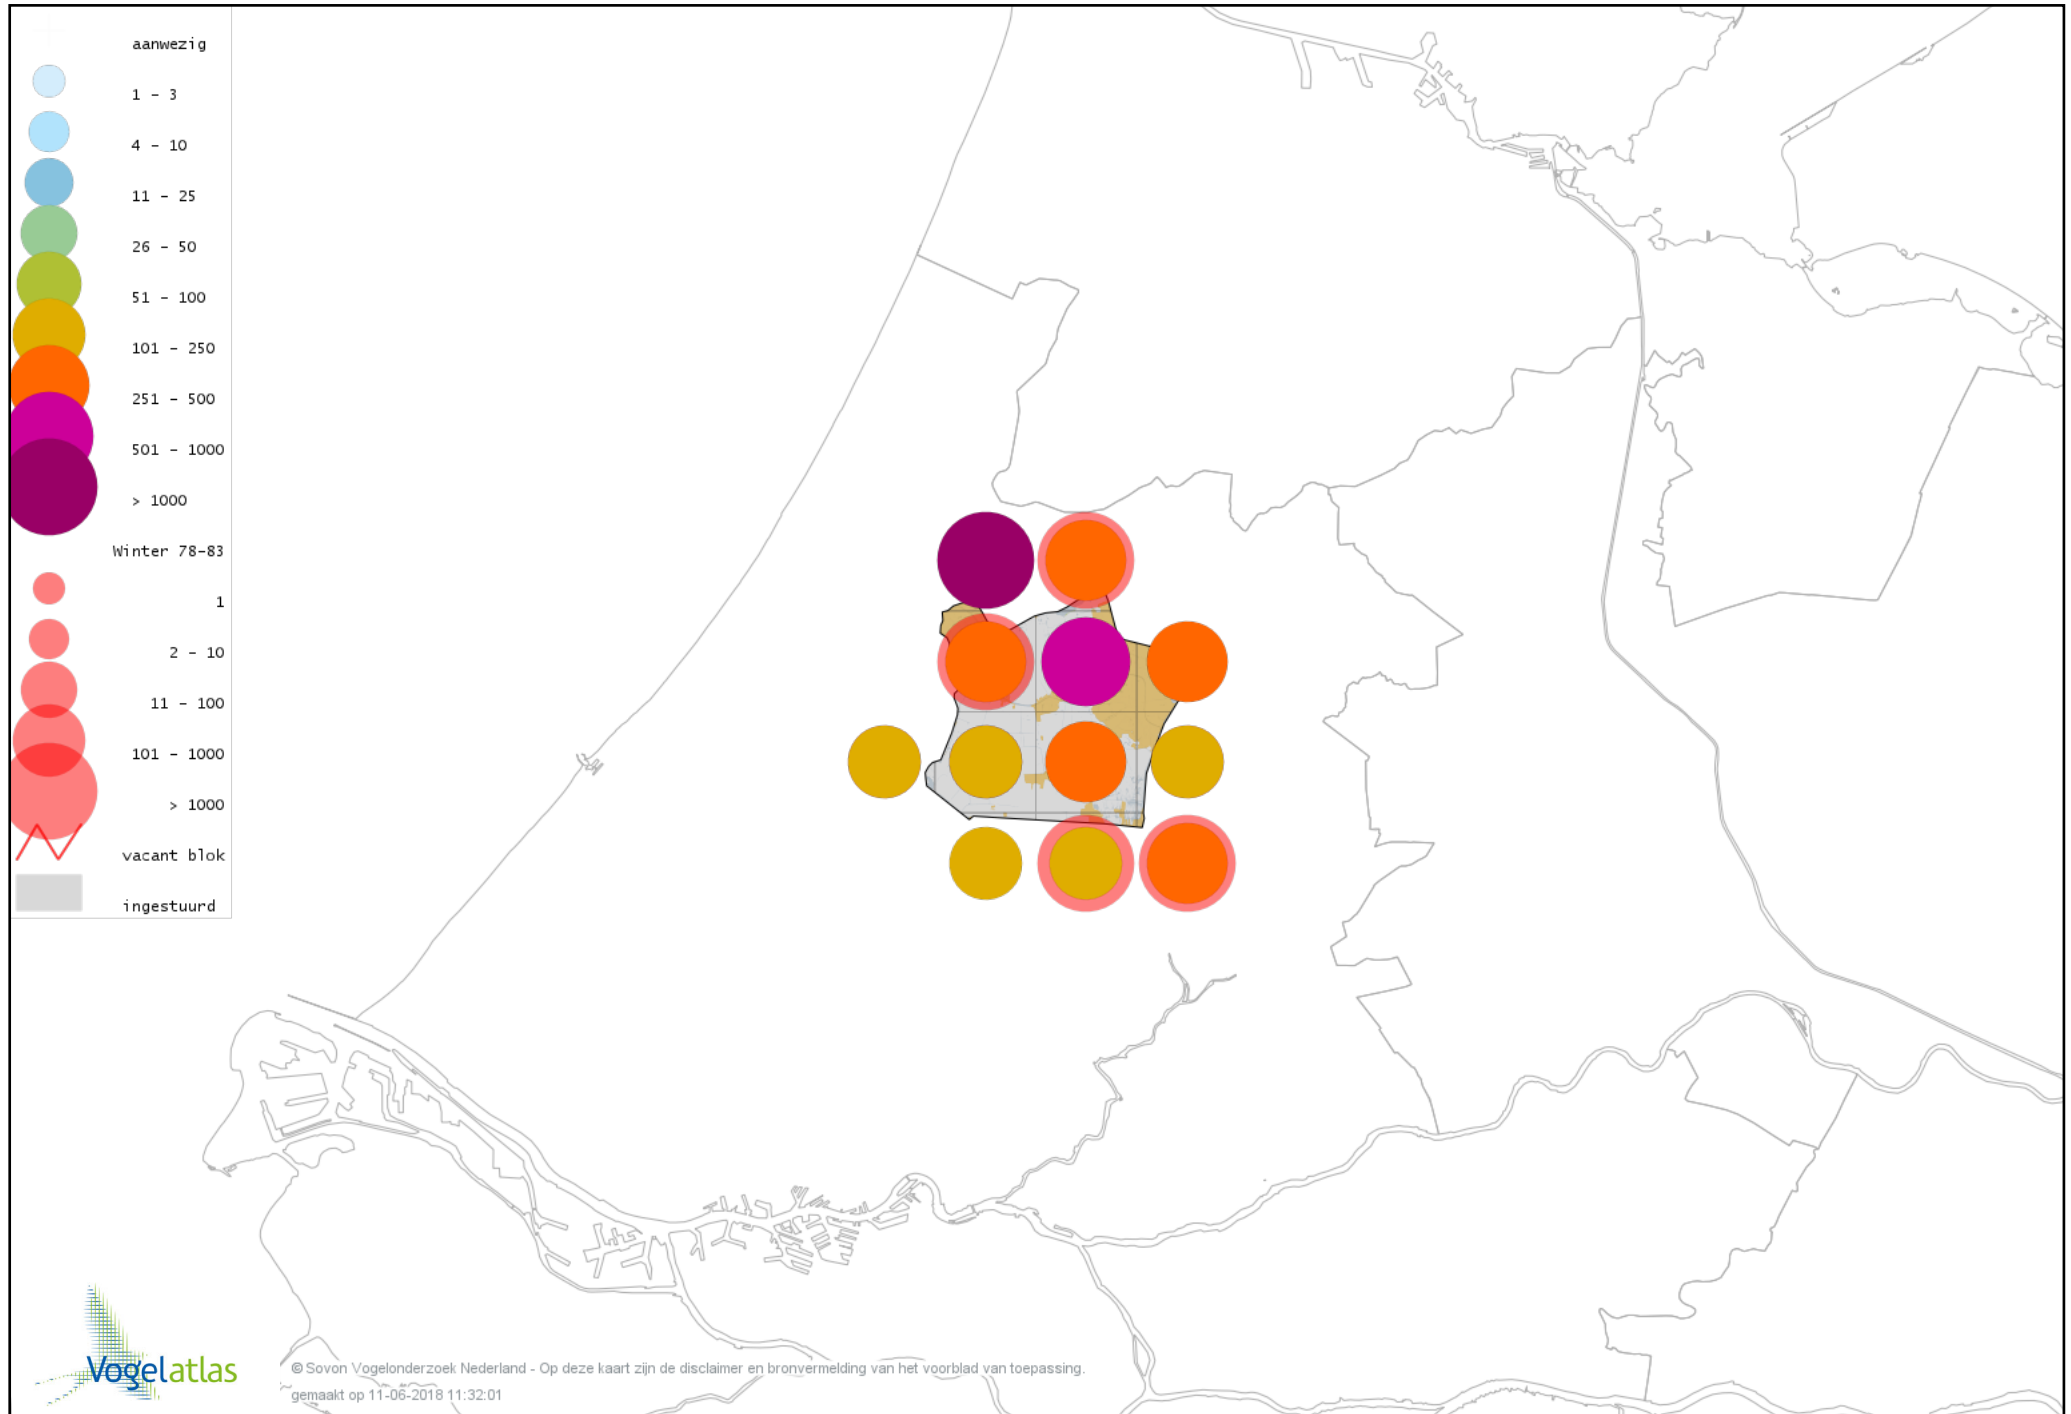 aanwezig
1 - 3
4 - 10
11 - 25
26 - 50
51 - 100
101 - 250
251 - 500
501 - 1000
> 1000
Winter 78-83
1
2 - 10
11 - 100
101 - 1000
> 1000
vacant blok
ingestuurd
Vogelatlas
© Sovon Vogelonderzoek Nederland - Op deze kaart zijn de disclaimer en bronvermelding van het voorblad van toepassing.
gemaakt op 11-06-2018 11:32:01